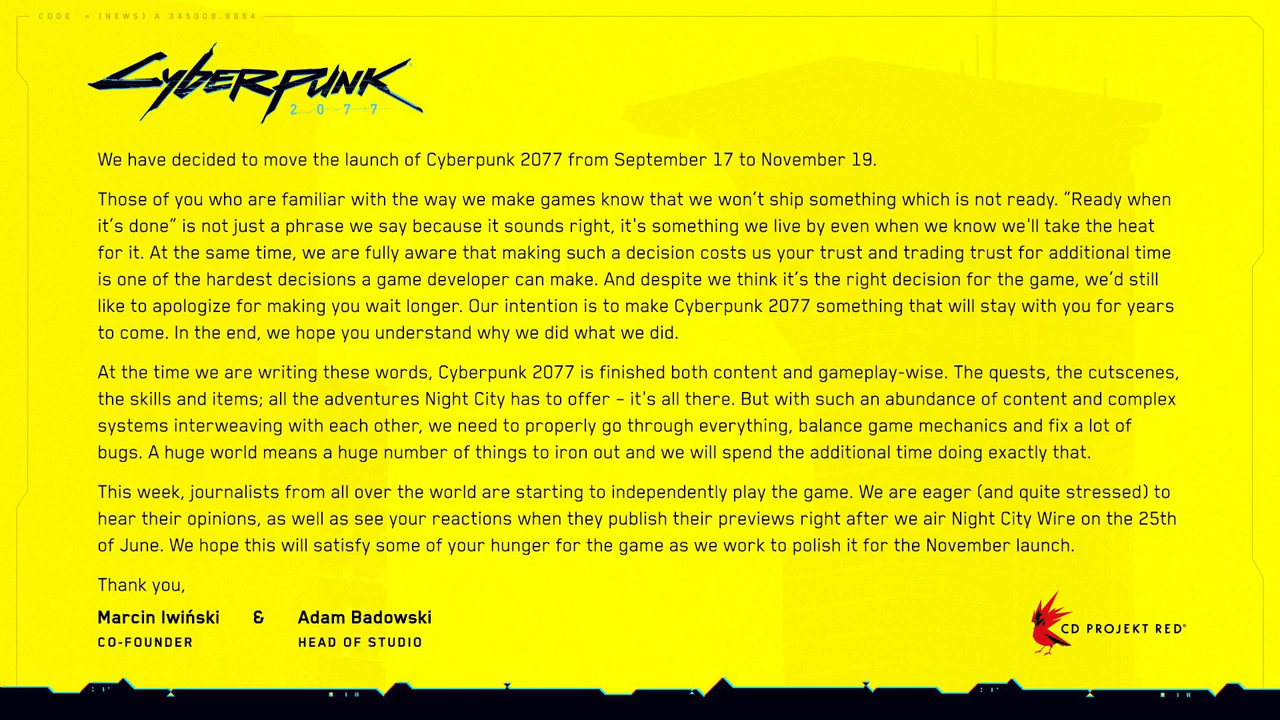 CODE = (NEWS) A 345009.8664
CYBERPUNK
2077
We have decided to move the launch of Cyberpunk 2077 from September 17 to November 19.
Those of you who are familiar with the way we make games know that we won’t ship something which is not ready. “Ready when
it’s done” is not just a phrase we say because it sounds right, it's something we live by even when we know we'll take the heat
for it. At the same time, we are fully aware that making such a decision costs us your trust and trading trust for additional time
is one of the hardest decisions a game developer can make. And despite we think it’s the right decision for the game, we’d still
like to apologize for making you wait longer. Our intention is to make Cyberpunk 2077 something that will stay with you for years
to come. In the end, we hope you understand why we did what we did.
At the time we are writing these words, Cyberpunk 2077 is finished both content and gameplay-wise. The quests, the cutscenes,
the skills and items; all the adventures Night City has to offer – it's all there. But with such an abundance of content and complex
systems interweaving with each other, we need to properly go through everything, balance game mechanics and fix a lot of
bugs. A huge world means a huge number of things to iron out and we will spend the additional time doing exactly that.
This week, journalists from all over the world are starting to independently play the game. We are eager (and quite stressed) to
hear their opinions, as well as see your reactions when they publish their previews right after we air Night City Wire on the 25th
of June. We hope this will satisfy some of your hunger for the game as we work to polish it for the November launch.
Thank you,
Marcin Iwiński & Adam Badowski
CO-FOUNDER HEAD OF STUDIO
CD PROJEKT RED®